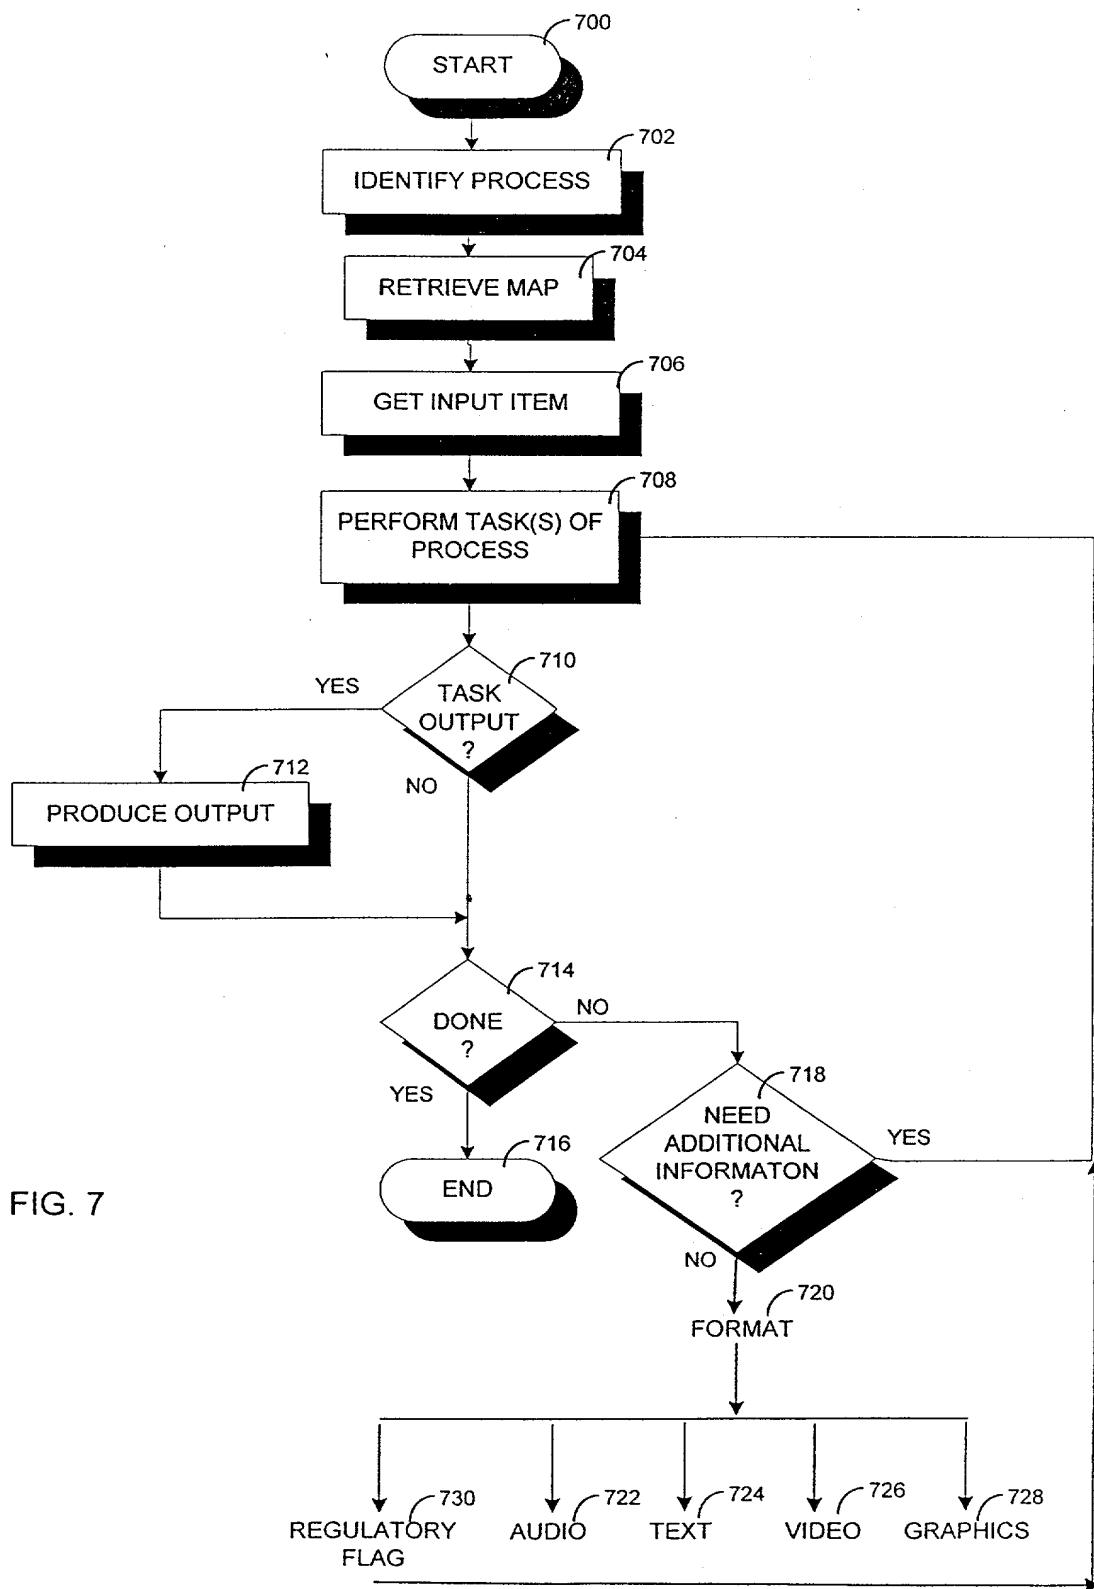 700
START
702
IDENTIFY PROCESS
704
RETRIEVE MAP
706
GET INPUT ITEM
708
PERFORM TASK(S) OF
PROCESS
710
YES
TASK
OUTPUT
?
NO
712
PRODUCE OUTPUT
714
NO
DONE
?
YES
718
NEED
ADDITIONAL
INFORMATON
?
YES
NO
716
END
FIG. 7
720
FORMAT
730
REGULATORY
FLAG
722
AUDIO
724
TEXT
726
VIDEO
728
GRAPHICS